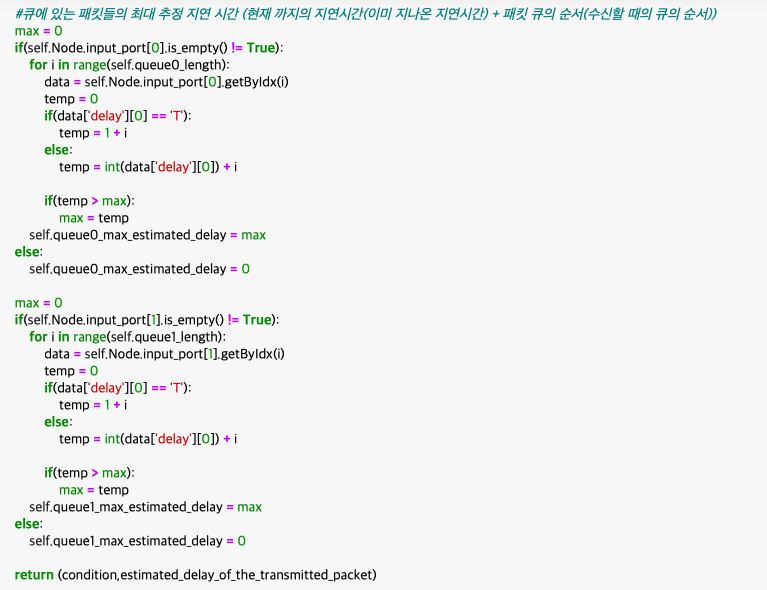 #큐에 있는 패킷들의 최대 추정 지연 시간 (현재 까지의 지연시간(이미 지나온 지연시간) + 패킷 큐의 순서(수신할 때의 큐의 순서))
max = 0
if(self.Node.input_port[0].is_empty() != True):
    for i in range(self.queue0_length):
        data = self.Node.input_port[0].getByIdx(i)
        temp = 0
        if(data['delay'][0] == 'T'):
            temp = 1 + i
        else:
            temp = int(data['delay'][0]) + i

        if(temp > max):
            max = temp
    self.queue0_max_estimated_delay = max
else:
    self.queue0_max_estimated_delay = 0

max = 0
if(self.Node.input_port[1].is_empty() != True):
    for i in range(self.queue1_length):
        data = self.Node.input_port[1].getByIdx(i)
        temp = 0
        if(data['delay'][0] == 'T'):
            temp = 1 + i
        else:
            temp = int(data['delay'][0]) + i

        if(temp > max):
            max = temp
    self.queue1_max_estimated_delay = max
else:
    self.queue1_max_estimated_delay = 0

return (condition,estimated_delay_of_the_transmitted_packet)